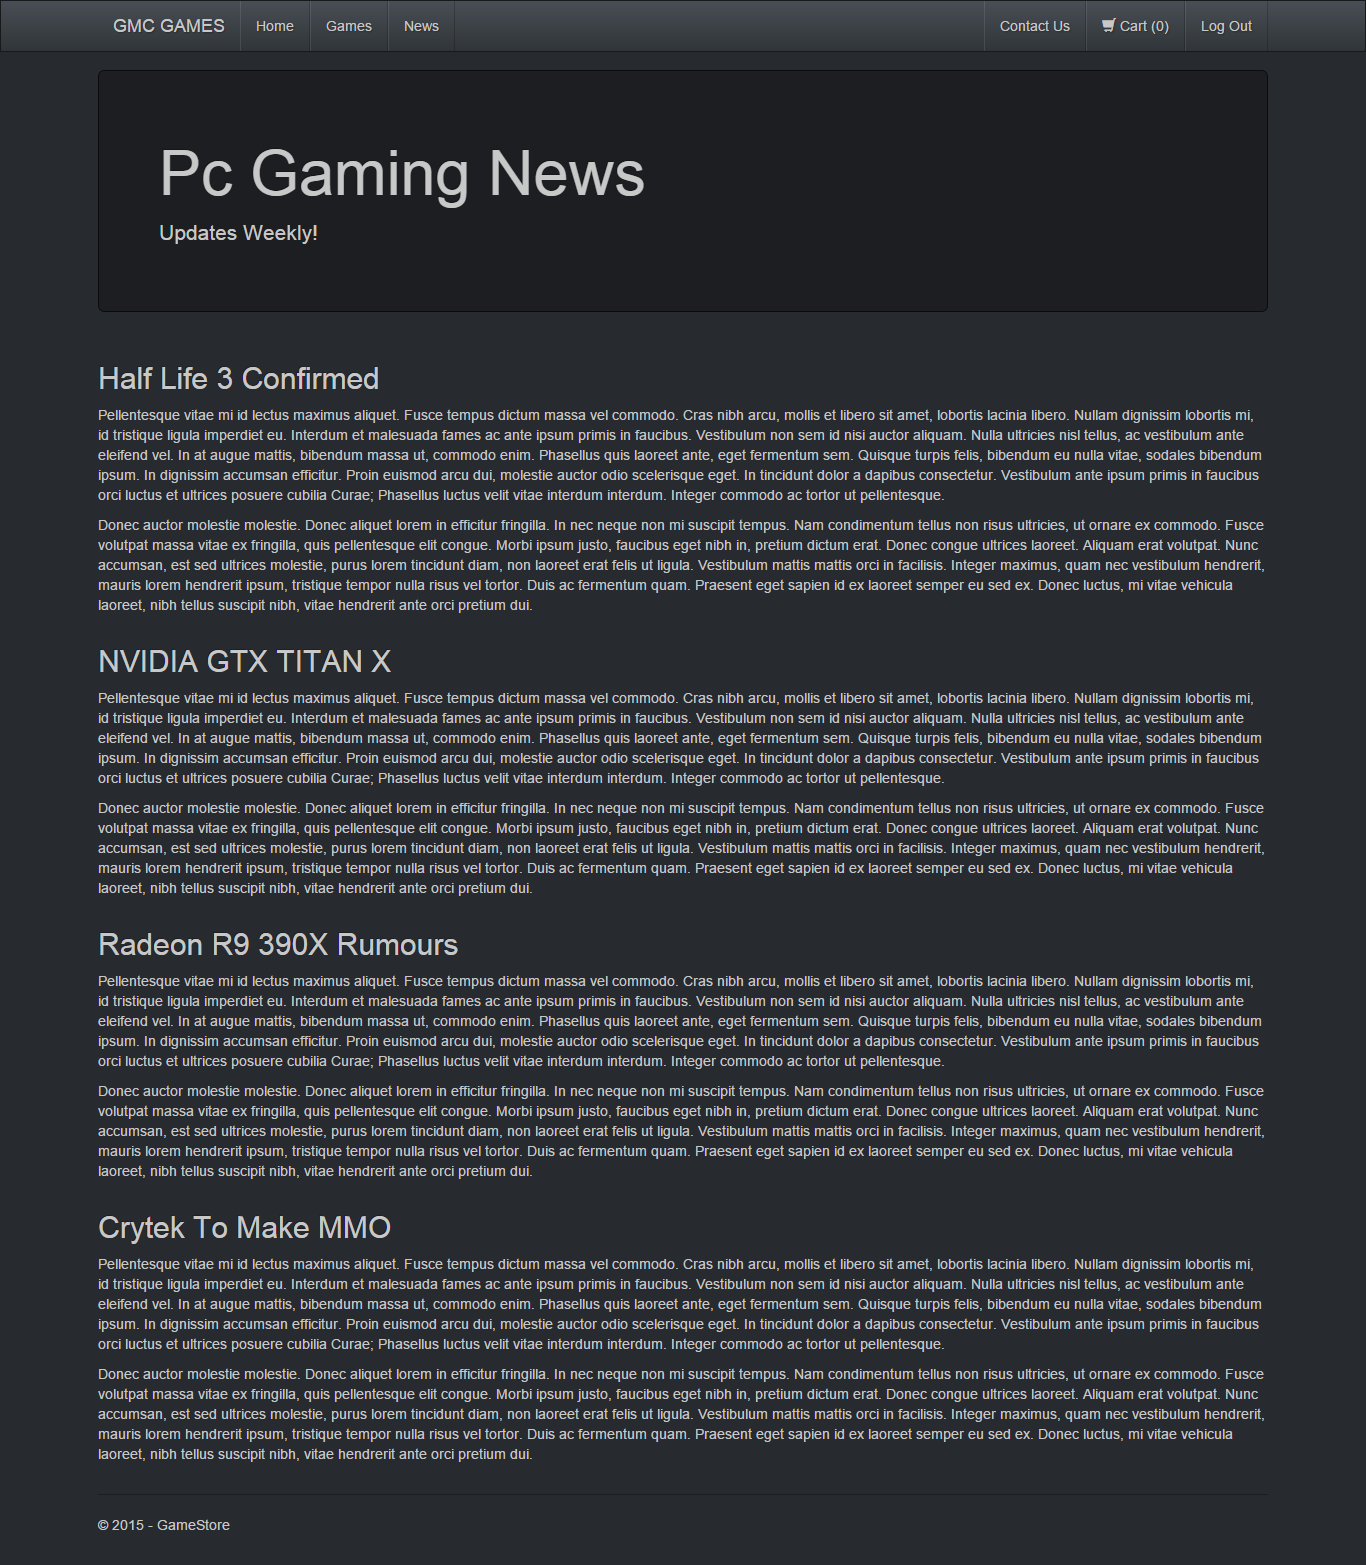 GMC GAMES Home Games News Contact Us Cart (0) Log Out
Pc Gaming News
Updates Weekly!
Half Life 3 Confirmed
Pellentesque vitae mi id lectus maximus aliquet. Fusce tempus dictum massa vel commodo. Cras nibh arcu, mollis et libero sit amet, lobortis lacinia libero. Nullam dignissim lobortis mi,
id tristique ligula imperdiet eu. Interdum et malesuada fames ac ante ipsum primis in faucibus. Vestibulum non sem id nisi auctor aliquam. Nulla ultricies nisl tellus, ac vestibulum ante
eleifend vel. In at augue mattis, bibendum massa ut, commodo enim. Phasellus quis laoreet ante, eget fermentum sem. Quisque turpis felis, bibendum eu nulla vitae, sodales bibendum
ipsum. In dignissim accumsan efficitur. Proin euismod arcu dui, molestie auctor odio scelerisque eget. In tincidunt dolor a dapibus consectetur. Vestibulum ante ipsum primis in faucibus
orci luctus et ultrices posuere cubilia Curae; Phasellus luctus velit vitae interdum interdum. Integer commodo ac tortor ut pellentesque.
Donec auctor molestie molestie. Donec aliquet lorem in efficitur fringilla. In nec neque non mi suscipit tempus. Nam condimentum tellus non risus ultricies, ut ornare ex commodo. Fusce
volutpat massa vitae ex fringilla, quis pellentesque elit congue. Morbi ipsum justo, faucibus eget nibh in, pretium dictum erat. Donec congue ultrices laoreet. Aliquam erat volutpat. Nunc
accumsan, est sed ultrices molestie, purus lorem tincidunt diam, non laoreet erat felis ut ligula. Vestibulum mattis mattis orci in facilisis. Integer maximus, quam nec vestibulum hendrerit,
mauris lorem hendrerit ipsum, tristique tempor nulla risus vel tortor. Duis ac fermentum quam. Praesent eget sapien id ex laoreet semper eu sed ex. Donec luctus, mi vitae vehicula
laoreet, nibh tellus suscipit nibh, vitae hendrerit ante orci pretium dui.
NVIDIA GTX TITAN X
Pellentesque vitae mi id lectus maximus aliquet. Fusce tempus dictum massa vel commodo. Cras nibh arcu, mollis et libero sit amet, lobortis lacinia libero. Nullam dignissim lobortis mi,
id tristique ligula imperdiet eu. Interdum et malesuada fames ac ante ipsum primis in faucibus. Vestibulum non sem id nisi auctor aliquam. Nulla ultricies nisl tellus, ac vestibulum ante
eleifend vel. In at augue mattis, bibendum massa ut, commodo enim. Phasellus quis laoreet ante, eget fermentum sem. Quisque turpis felis, bibendum eu nulla vitae, sodales bibendum
ipsum. In dignissim accumsan efficitur. Proin euismod arcu dui, molestie auctor odio scelerisque eget. In tincidunt dolor a dapibus consectetur. Vestibulum ante ipsum primis in faucibus
orci luctus et ultrices posuere cubilia Curae; Phasellus luctus velit vitae interdum interdum. Integer commodo ac tortor ut pellentesque.
Donec auctor molestie molestie. Donec aliquet lorem in efficitur fringilla. In nec neque non mi suscipit tempus. Nam condimentum tellus non risus ultricies, ut ornare ex commodo. Fusce
volutpat massa vitae ex fringilla, quis pellentesque elit congue. Morbi ipsum justo, faucibus eget nibh in, pretium dictum erat. Donec congue ultrices laoreet. Aliquam erat volutpat. Nunc
accumsan, est sed ultrices molestie, purus lorem tincidunt diam, non laoreet erat felis ut ligula. Vestibulum mattis mattis orci in facilisis. Integer maximus, quam nec vestibulum hendrerit,
mauris lorem hendrerit ipsum, tristique tempor nulla risus vel tortor. Duis ac fermentum quam. Praesent eget sapien id ex laoreet semper eu sed ex. Donec luctus, mi vitae vehicula
laoreet, nibh tellus suscipit nibh, vitae hendrerit ante orci pretium dui.
Radeon R9 390X Rumours
Pellentesque vitae mi id lectus maximus aliquet. Fusce tempus dictum massa vel commodo. Cras nibh arcu, mollis et libero sit amet, lobortis lacinia libero. Nullam dignissim lobortis mi,
id tristique ligula imperdiet eu. Interdum et malesuada fames ac ante ipsum primis in faucibus. Vestibulum non sem id nisi auctor aliquam. Nulla ultricies nisl tellus, ac vestibulum ante
eleifend vel. In at augue mattis, bibendum massa ut, commodo enim. Phasellus quis laoreet ante, eget fermentum sem. Quisque turpis felis, bibendum eu nulla vitae, sodales bibendum
ipsum. In dignissim accumsan efficitur. Proin euismod arcu dui, molestie auctor odio scelerisque eget. In tincidunt dolor a dapibus consectetur. Vestibulum ante ipsum primis in faucibus
orci luctus et ultrices posuere cubilia Curae; Phasellus luctus velit vitae interdum interdum. Integer commodo ac tortor ut pellentesque.
Donec auctor molestie molestie. Donec aliquet lorem in efficitur fringilla. In nec neque non mi suscipit tempus. Nam condimentum tellus non risus ultricies, ut ornare ex commodo. Fusce
volutpat massa vitae ex fringilla, quis pellentesque elit congue. Morbi ipsum justo, faucibus eget nibh in, pretium dictum erat. Donec congue ultrices laoreet. Aliquam erat volutpat. Nunc
accumsan, est sed ultrices molestie, purus lorem tincidunt diam, non laoreet erat felis ut ligula. Vestibulum mattis mattis orci in facilisis. Integer maximus, quam nec vestibulum hendrerit,
mauris lorem hendrerit ipsum, tristique tempor nulla risus vel tortor. Duis ac fermentum quam. Praesent eget sapien id ex laoreet semper eu sed ex. Donec luctus, mi vitae vehicula
laoreet, nibh tellus suscipit nibh, vitae hendrerit ante orci pretium dui.
Crytek To Make MMO
Pellentesque vitae mi id lectus maximus aliquet. Fusce tempus dictum massa vel commodo. Cras nibh arcu, mollis et libero sit amet, lobortis lacinia libero. Nullam dignissim lobortis mi,
id tristique ligula imperdiet eu. Interdum et malesuada fames ac ante ipsum primis in faucibus. Vestibulum non sem id nisi auctor aliquam. Nulla ultricies nisl tellus, ac vestibulum ante
eleifend vel. In at augue mattis, bibendum massa ut, commodo enim. Phasellus quis laoreet ante, eget fermentum sem. Quisque turpis felis, bibendum eu nulla vitae, sodales bibendum
ipsum. In dignissim accumsan efficitur. Proin euismod arcu dui, molestie auctor odio scelerisque eget. In tincidunt dolor a dapibus consectetur. Vestibulum ante ipsum primis in faucibus
orci luctus et ultrices posuere cubilia Curae; Phasellus luctus velit vitae interdum interdum. Integer commodo ac tortor ut pellentesque.
Donec auctor molestie molestie. Donec aliquet lorem in efficitur fringilla. In nec neque non mi suscipit tempus. Nam condimentum tellus non risus ultricies, ut ornare ex commodo. Fusce
volutpat massa vitae ex fringilla, quis pellentesque elit congue. Morbi ipsum justo, faucibus eget nibh in, pretium dictum erat. Donec congue ultrices laoreet. Aliquam erat volutpat. Nunc
accumsan, est sed ultrices molestie, purus lorem tincidunt diam, non laoreet erat felis ut ligula. Vestibulum mattis mattis orci in facilisis. Integer maximus, quam nec vestibulum hendrerit,
mauris lorem hendrerit ipsum, tristique tempor nulla risus vel tortor. Duis ac fermentum quam. Praesent eget sapien id ex laoreet semper eu sed ex. Donec luctus, mi vitae vehicula
laoreet, nibh tellus suscipit nibh, vitae hendrerit ante orci pretium dui.
© 2015 - GameStore